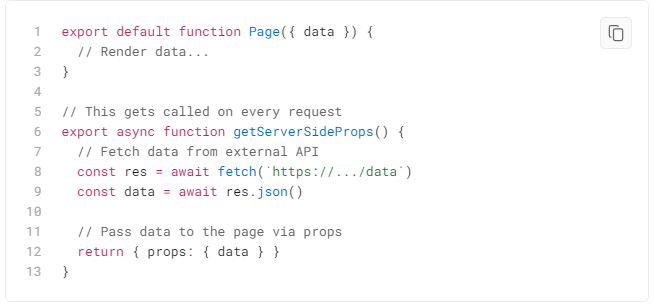 1 export default function Page({ data }) {
2   // Render data...
3 }
4
5 // This gets called on every request
6 export async function getServerSideProps() {
7   // Fetch data from external API
8   const res = await fetch(`https://.../data`)
9   const data = await res.json()
10
11   // Pass data to the page via props
12   return { props: { data } }
13 }